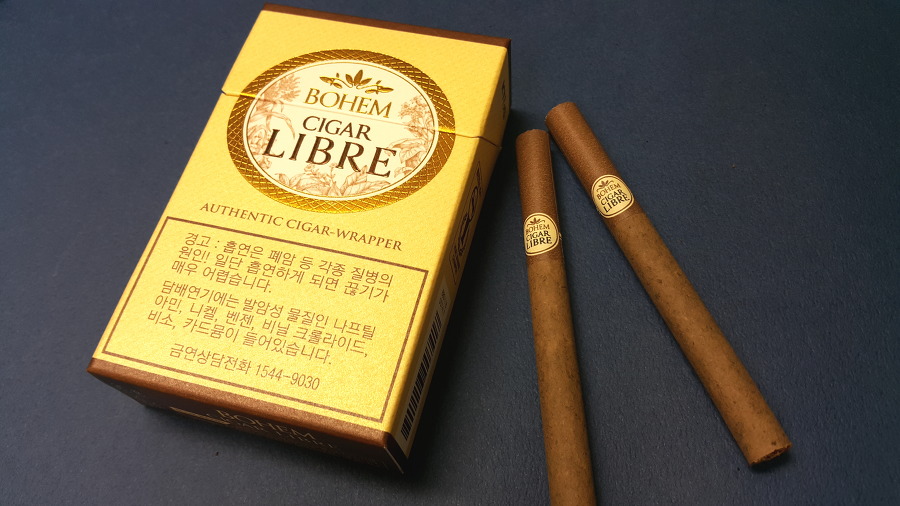 BOHEM
CIGAR
LIBRE
AUTHENTIC CIGAR-WRAPPER
경고 : 흡연은 폐암 등 각종 질병의
원인!! 일단 흡연하게 되면 끊기가
매우 어렵습니다.
담배연기에는 발암성 물질인 나프틸
아민, 니켈, 벤젠, 비닐 크롤라이드,
비소, 카드뮴이 들어있습니다.
금연상담전화 1544-9030
BOHEM
BOHEM
CIGAR
LIBRE
BOHEM
CIGAR
LIBRE